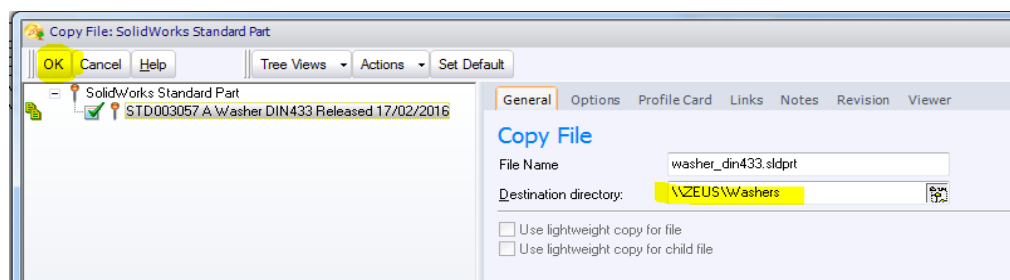 Copy File: SolidWorks Standard Part
OK Cancel Help Tree Views Actions Set Default
SolidWorks Standard Part
STD003057 A Washer DIN433 Released 17/02/2016
General Options Profile Card Links Notes Revision Viewer
Copy File
File Name washer_din433.sldprt
Destination directory: \\ZEUS\Washers
Use lightweight copy for file
Use lightweight copy for child file